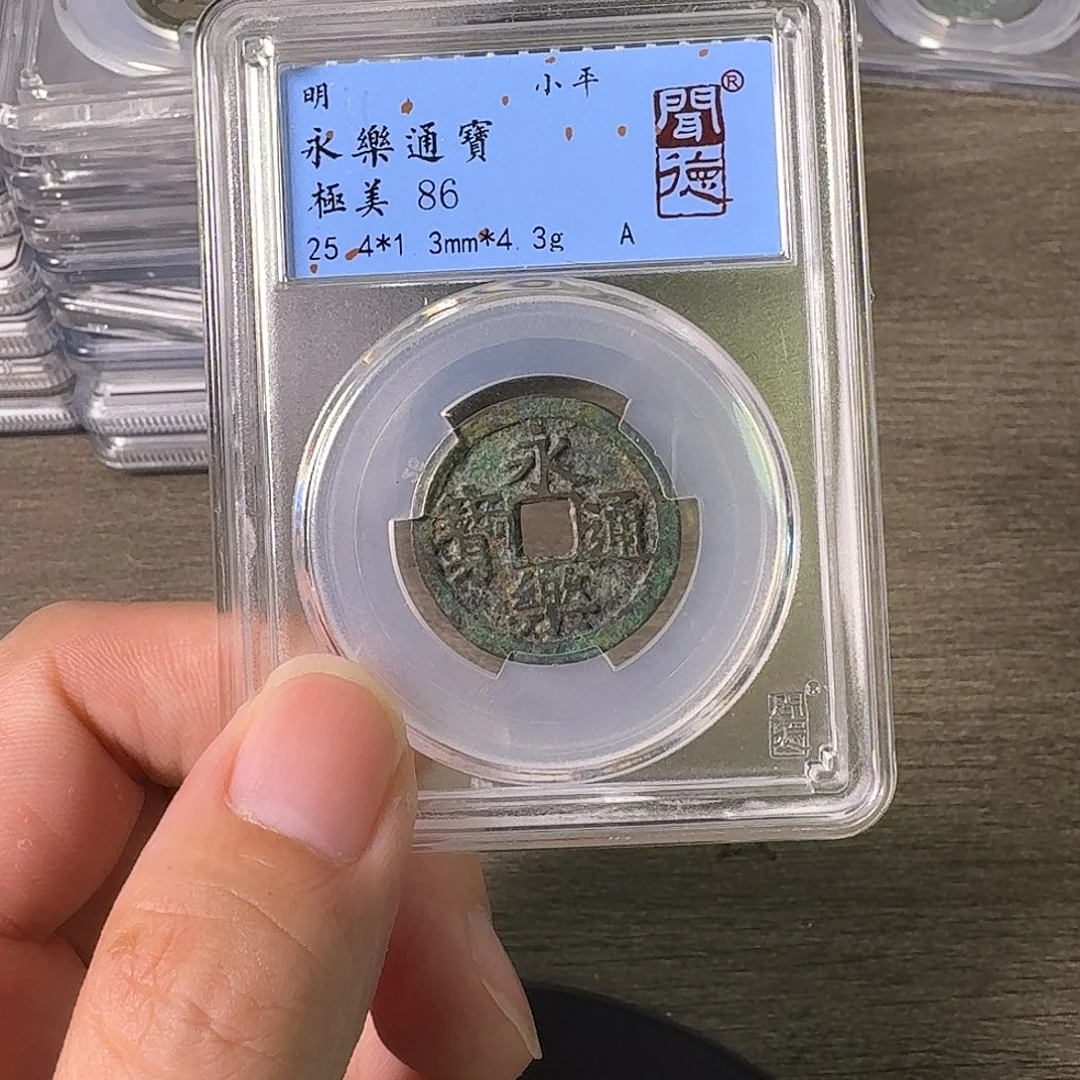 明 小平
永樂通寶
極美 86
25.4*1.3mm*4.3g A
聞德®
永樂通寶
聞德®